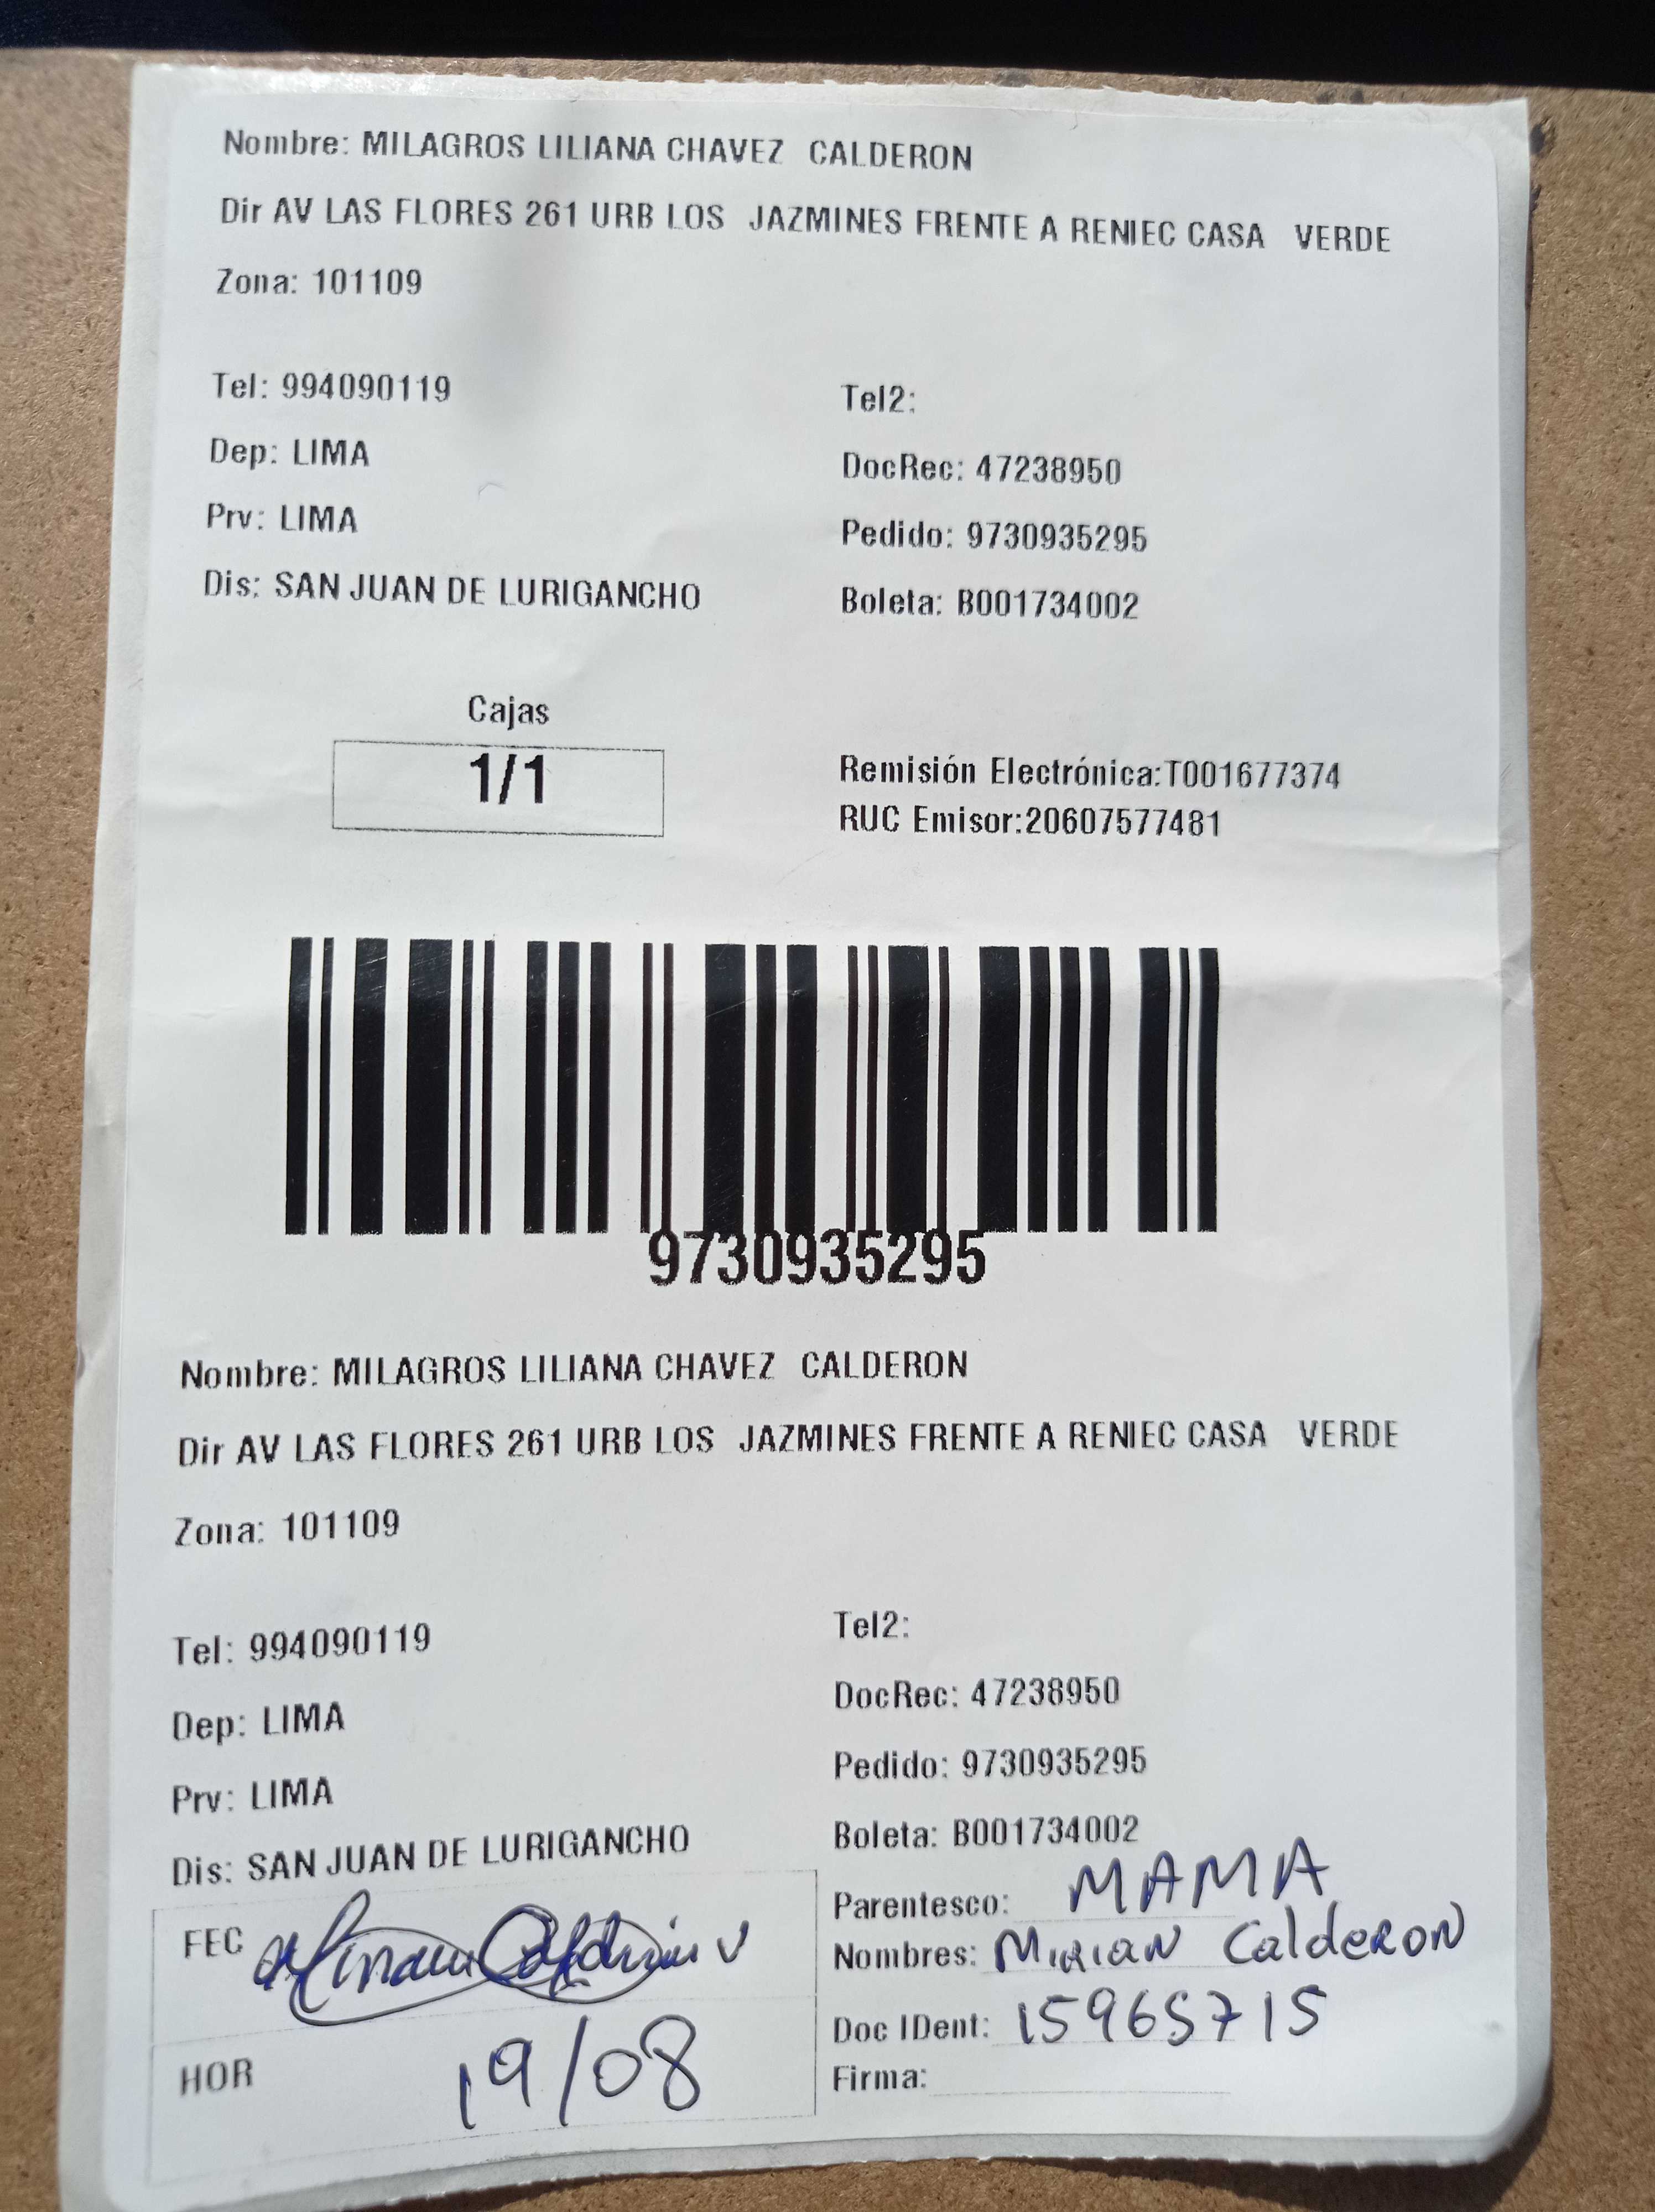 Nombre: MILAGROS LILIANA CHAVEZ CALDERON
Dir AV LAS FLORES 261 URB LOS JAZMINES FRENTE A RENIEC CASA VERDE
Zona: 101109
Tel: 994090119
Tel2:
Dep: LIMA
DocRec: 47238950
Prv: LIMA
Pedido: 9730935295
Dis: SAN JUAN DE LURIGANCHO
Boleta: B001734002
Cajas
1/1
Remisión Electrónica:T001677374
RUC Emisor:20607577481
9730935295
Nombre: MILAGROS LILIANA CHAVEZ CALDERON
Dir AV LAS FLORES 261 URB LOS JAZMINES FRENTE A RENIEC CASA VERDE
Zona: 101109
Tel: 994090119
Tel2:
Dep: LIMA
DocRec: 47238950
Prv: LIMA
Pedido: 9730935295
Dis: SAN JUAN DE LURIGANCHO
Boleta: B001734002
FEC
HOR 19/08
Parentesco: MAMA
Nombres: MIRIAN Calderon
Doc IDent: 15965715
Firma: